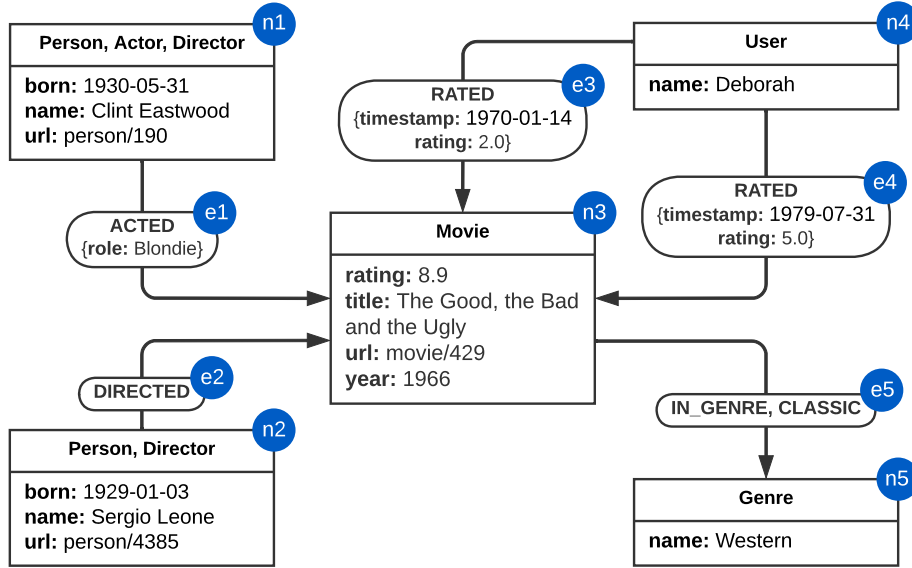 n1
Person, Actor, Director
born: 1930-05-31
name: Clint Eastwood
url: person/190
n4
User
name: Deborah
e3
RATED
{timestamp: 1970-01-14
rating: 2.0}
e4
RATED
{timestamp: 1979-07-31
rating: 5.0}
e1
ACTED
{role: Blondie}
n3
Movie
rating: 8.9
title: The Good, the Bad
and the Ugly
url: movie/429
year: 1966
e2
DIRECTED
e5
IN_GENRE, CLASSIC
n2
Person, Director
born: 1929-01-03
name: Sergio Leone
url: person/4385
n5
Genre
name: Western